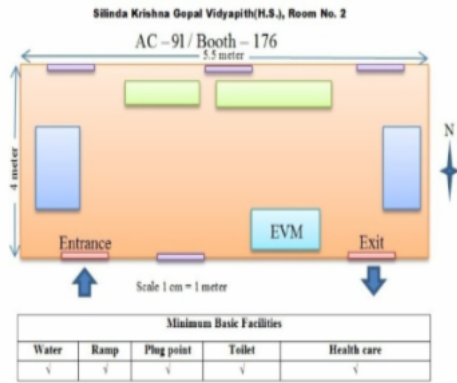 Silinda Krishna Gopal Vidyapith(H.S.), Room No. 2
AC – 91 / Booth – 176
5.5 meter
4 meter
N
EVM
Entrance
Exit
Scale 1 cm = 1 meter
Minimum Basic Facilities
Water Ramp Plug point Toilet Health care
√ √ √ √ √